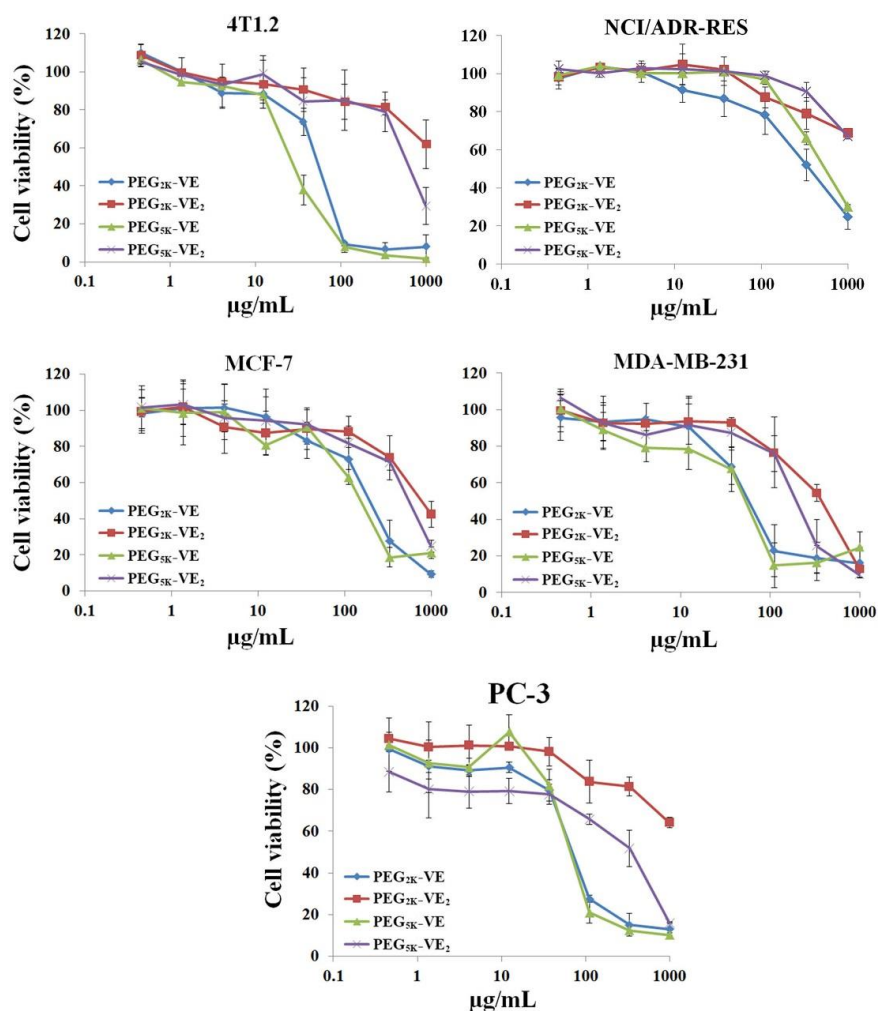 4T1.2
Cell viability (%)
120
100
80
60
40
20
0
PEG2K-VE
PEG2K-VE2
PEG5K-VE
PEG5K-VE2
0.1 1 10 100 1000
µg/mL
NCI/ADR-RES
120
100
80
60
40
20
0
PEG2K-VE
PEG2K-VE2
PEG5K-VE
PEG5K-VE2
0.1 1 10 100 1000
µg/mL
MCF-7
Cell viability (%)
120
100
80
60
40
20
0
PEG2K-VE
PEG2K-VE2
PEG5K-VE
PEG5K-VE2
0.1 1 10 100 1000
µg/mL
MDA-MB-231
120
100
80
60
40
20
0
PEG2K-VE
PEG2K-VE2
PEG5K-VE
PEG5K-VE2
0.1 1 10 100 1000
µg/mL
PC-3
Cell viability (%)
120
100
80
60
40
20
0
PEG2K-VE
PEG2K-VE2
PEG5K-VE
PEG5K-VE2
0.1 1 10 100 1000
µg/mL